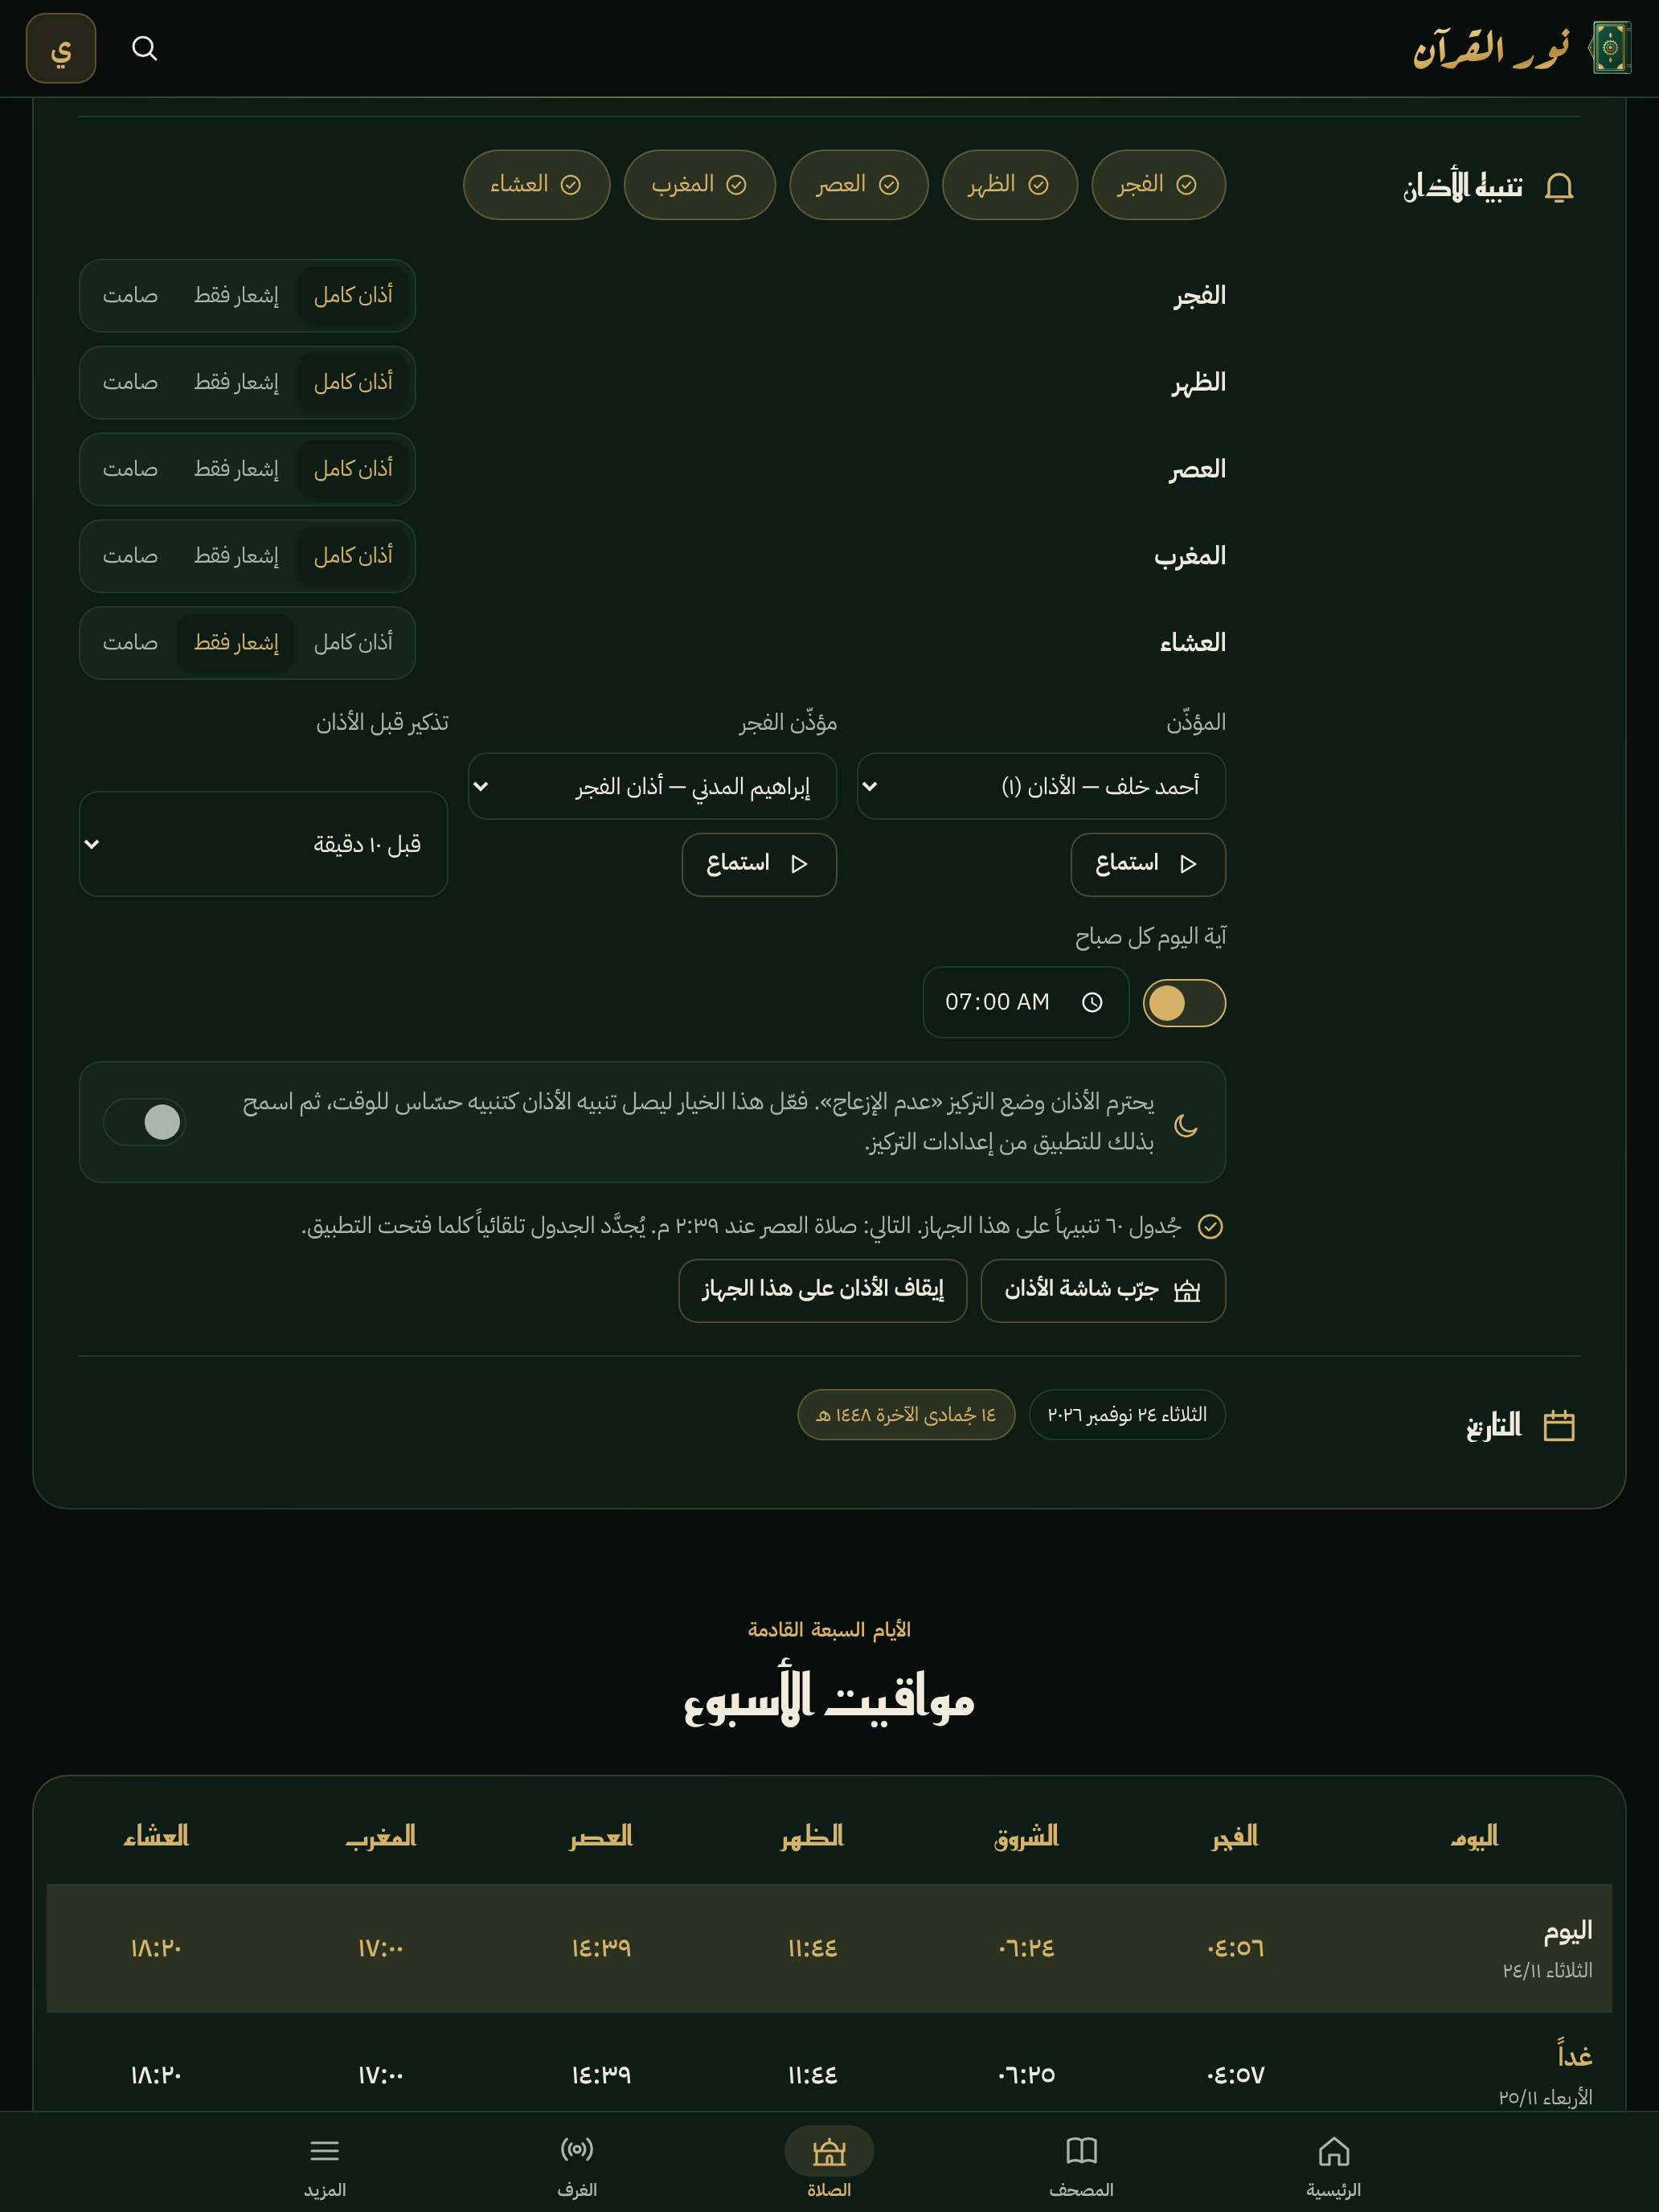 نور القرآن
ي
تنبيه الأذان
الفجر
الظهر
العصر
المغرب
العشاء
الفجر
أذان كامل
إشعار فقط
صامت
الظهر
أذان كامل
إشعار فقط
صامت
العصر
أذان كامل
إشعار فقط
صامت
المغرب
أذان كامل
إشعار فقط
صامت
العشاء
أذان كامل
إشعار فقط
صامت
المؤذّن
أحمد خلف — الأذان (١)
استماع
مؤذّن الفجر
إبراهيم المدني — أذان الفجر
استماع
تذكير قبل الأذان
قبل ١٠ دقيقة
آية اليوم كل صباح
07:00 AM
يحترم الأذان وضع التركيز «عدم الإزعاج». فعّل هذا الخيار ليصل تنبيه الأذان كتنبيه حسّاس للوقت، ثم اسمح
بذلك للتطبيق من إعدادات التركيز.
جُدول ٦٠ تنبيهاً على هذا الجهاز. التالي: صلاة العصر عند ٢:٣٩ م. يُجدَّد الجدول تلقائياً كلما فتحت التطبيق.
جرّب شاشة الأذان
إيقاف الأذان على هذا الجهاز
التاريخ
الثلاثاء ٢٤ نوفمبر ٢٠٢٦
١٤ جُمادى الآخرة ١٤٤٨ هـ
الأيام السبعة القادمة
مواقيت الأسبوع
اليوم الفجر الشروق الظهر العصر المغرب العشاء
اليوم
الثلاثاء ٢٤/١١
٠٤:٥٦ ٠٦:٢٤ ١١:٤٤ ١٤:٣٩ ١٧:٠٠ ١٨:٢٠
غداً
الأربعاء ٢٥/١١
٠٤:٥٧ ٠٦:٢٥ ١١:٤٤ ١٤:٣٩ ١٧:٠٠ ١٨:٢٠
الرئيسية
المصحف
الصلاة
الغرف
المزيد